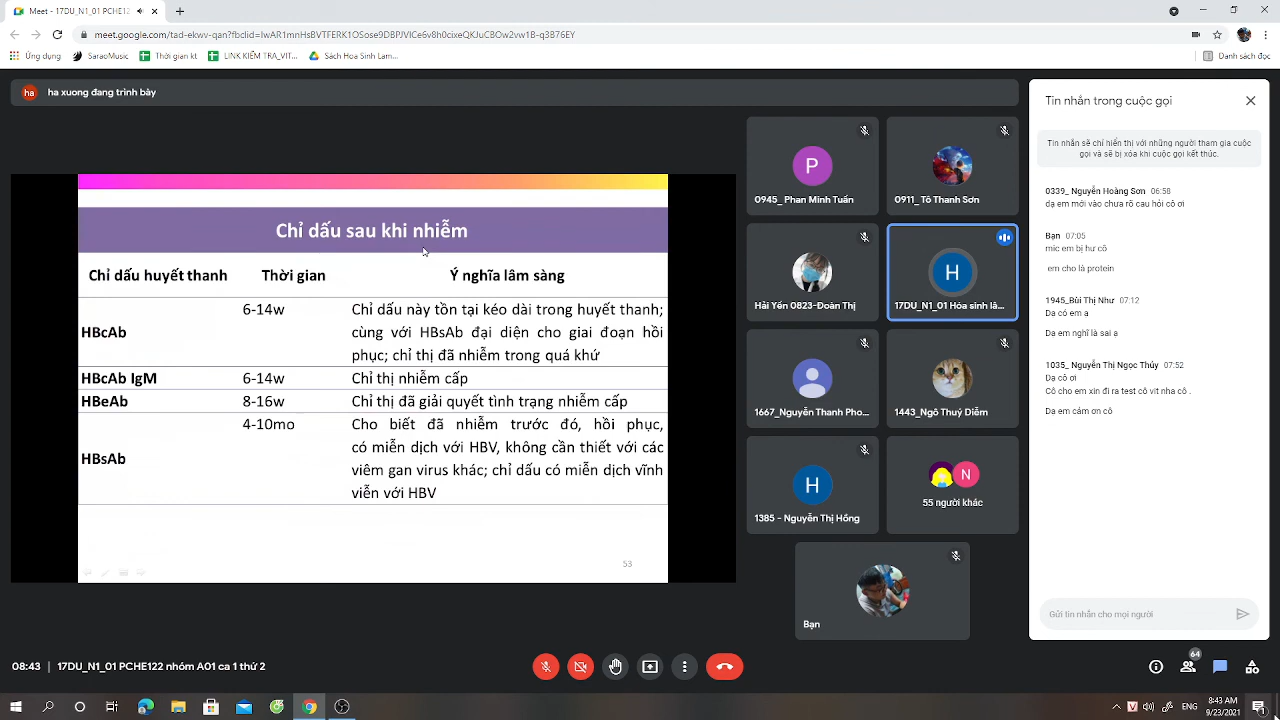 Meet - 17DU_N1_01 PCHE12
meet.google.com/tad-ekwv-qan?fbclid=
Ứng dụng
SaraoMusic
Thời gian kt
LINK KIỂM TRA_VIT...
Sách Hoa Sinh Lam...
Danh sách đọc
ha
ha xuong đang trình bày
Chỉ dấu sau khi nhiễm
Chỉ dấu huyết thanh
Thời gian
Ý nghĩa lâm sàng
HBcAb
6-14w
Chỉ dấu này tồn tại kéo dài trong huyết thanh;
cùng với HBsAb đại diện cho giai đoạn hồi
phục; chỉ thị đã nhiễm trong quá khứ
HBcAb IgM
6-14w
Chỉ thị nhiễm cấp
HBeAb
8-16w
Chỉ thị đã giải quyết tình trạng nhiễm cấp
HBsAb
4-10mo
Cho biết đã nhiễm trước đó, hồi phục,
có miễn dịch với HBV, không cần thiết với các
viêm gan virus khác; chỉ dấu có miễn dịch vĩnh
viễn với HBV
53
P
0945_ Phan Minh Tuấn
0911_ Tô Thanh Sơn
Hải Yến 0823-Đoàn Thị
H
17DU_N1_01 Hóa sinh lâ...
1667_Nguyễn Thanh Pho...
1443_Ngô Thuý Diễm
H
1385 - Nguyễn Thị Hồng
N
55 người khác
Bạn
Tin nhắn trong cuộc gọi
Tin nhắn sẽ chỉ hiển thị với những người tham gia cuộc
gọi và sẽ bị xóa khi cuộc gọi kết thúc.
0339_ Nguyễn Hoàng Sơn 06:58
dạ em mới vào chưa rõ cau hỏi cô ơi
Bạn 07:05
mic em bị hư cô
em cho là protein
1945_Bùi Thị Như 07:12
Dạ có em ạ
Dạ em nghĩ là sai ạ
1035_ Nguyễn Thị Ngọc Thúy 07:52
Dạ cô ơi
Cô cho em xin đi ra test cô vit nha cô .
Dạ em cảm ơn cô
Gửi tin nhắn cho mọi người
08:43 | 17DU_N1_01 PCHE122 nhóm A01 ca 1 thứ 2
64
V
8:43 AM
9/23/2021
1